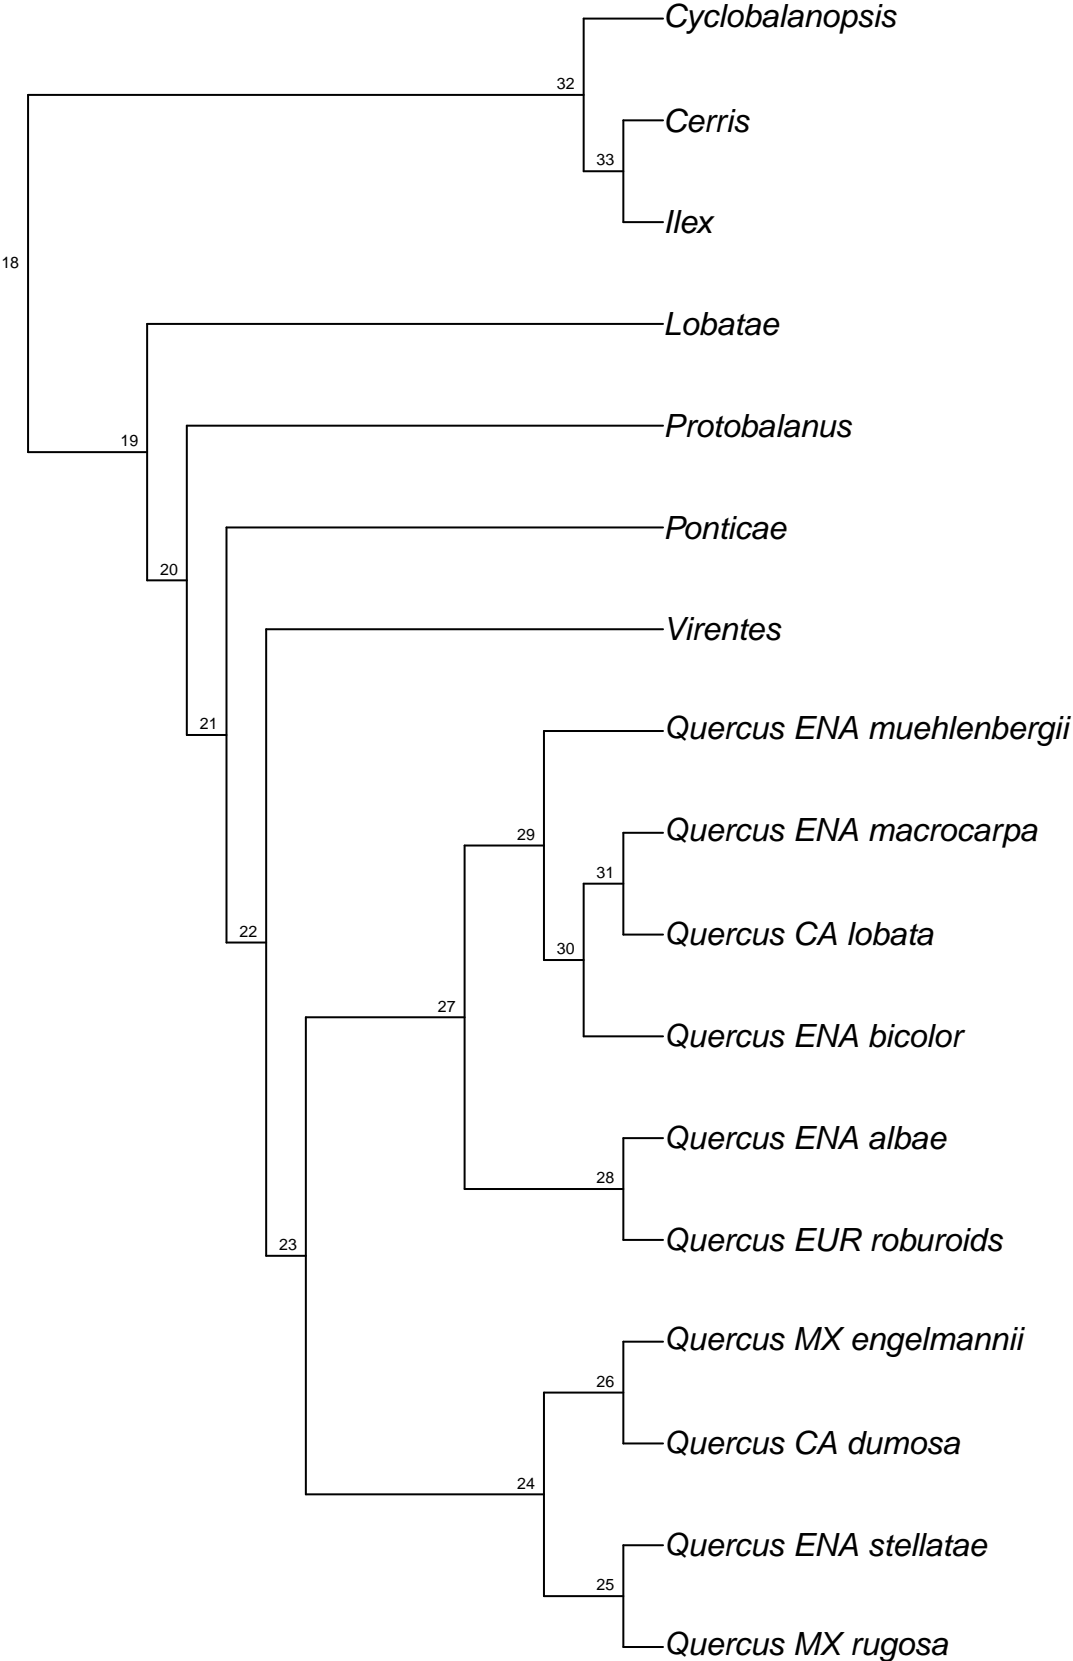 Cyclobalanopsis
32
Cerris
33
Ilex
18
Lobatae
Protobalanus
19
Ponticae
20
Virentes
21
Quercus ENA muehlenbergii
29
Quercus ENA macrocarpa
31
22
Quercus CA lobata
30
27
Quercus ENA bicolor
Quercus ENA albae
28
23
Quercus EUR roburoids
Quercus MX engelmannii
26
Quercus CA dumosa
24
Quercus ENA stellatae
25
Quercus MX rugosa